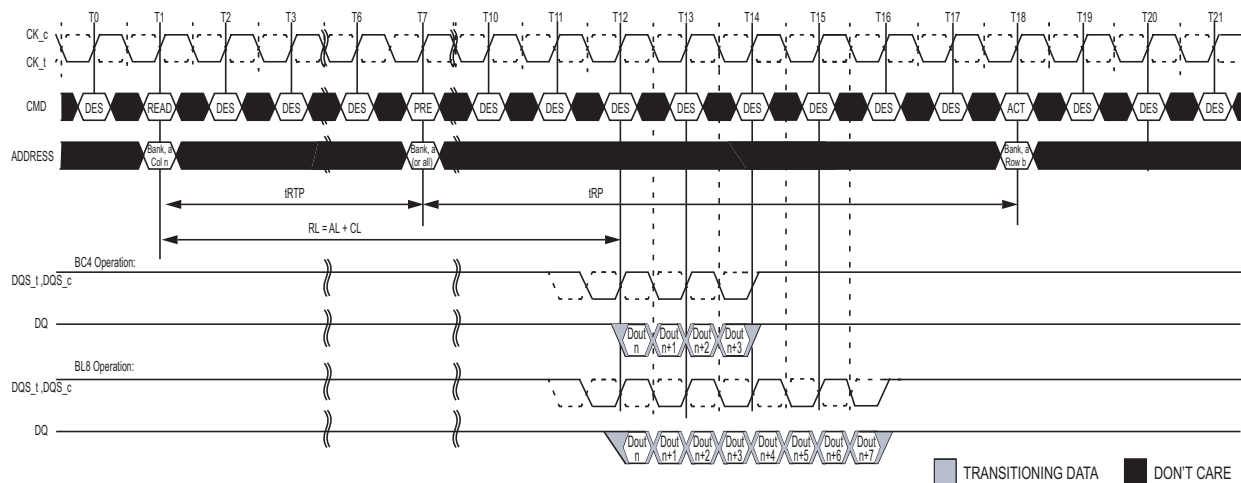 T0 T1 T2 T3 T6 T7 T10 T11 T12 T13 T14 T15 T16 T17 T18 T19 T20 T21
CK_c
CK_t
CMD DES READ DES DES DES PRE DES DES DES DES DES DES DES DES ACT DES DES DES
ADDRESS Bank, a Col n Bank, a (or all) Bank, a Row b
tRTP tRP
RL = AL + CL
BC4 Operation:
DQS_t ,DQS_c
DQ Dout n Dout n+1 Dout n+2 Dout n+3
BL8 Operation:
DQS_t ,DQS_c
DQ Dout n Dout n+1 Dout n+2 Dout n+3 Dout n+4 Dout n+5 Dout n+6 Dout n+7
TRANSITIONING DATA DON'T CARE